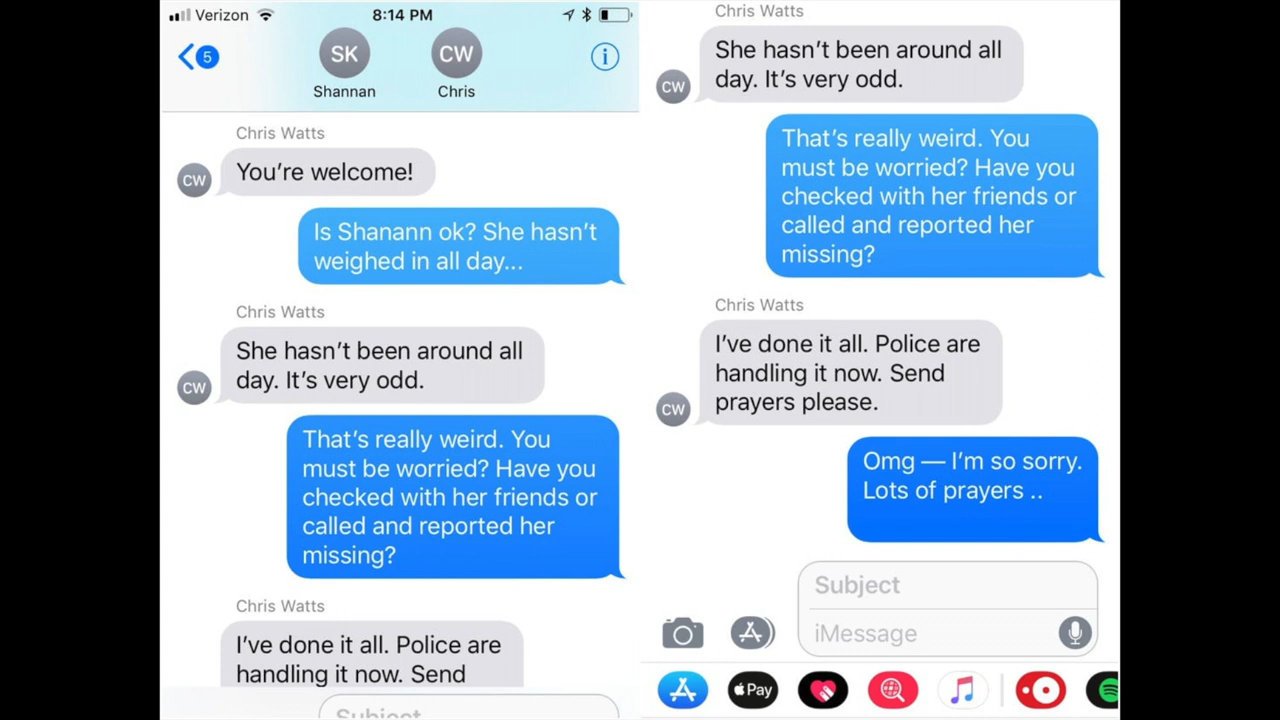 Verizon
8:14 PM
5
SK
CW
Shannan
Chris
Chris Watts
CW
You’re welcome!
Is Shanann ok? She hasn’t
weighed in all day...
Chris Watts
CW
She hasn’t been around all
day. It’s very odd.
That’s really weird. You
must be worried? Have you
checked with her friends or
called and reported her
missing?
Chris Watts
I’ve done it all. Police are
handling it now. Send
Subject
Chris Watts
CW
She hasn’t been around all
day. It’s very odd.
That’s really weird. You
must be worried? Have you
checked with her friends or
called and reported her
missing?
Chris Watts
CW
I’ve done it all. Police are
handling it now. Send
prayers please.
Omg — I’m so sorry.
Lots of prayers ..
Subject
iMessage
Pay